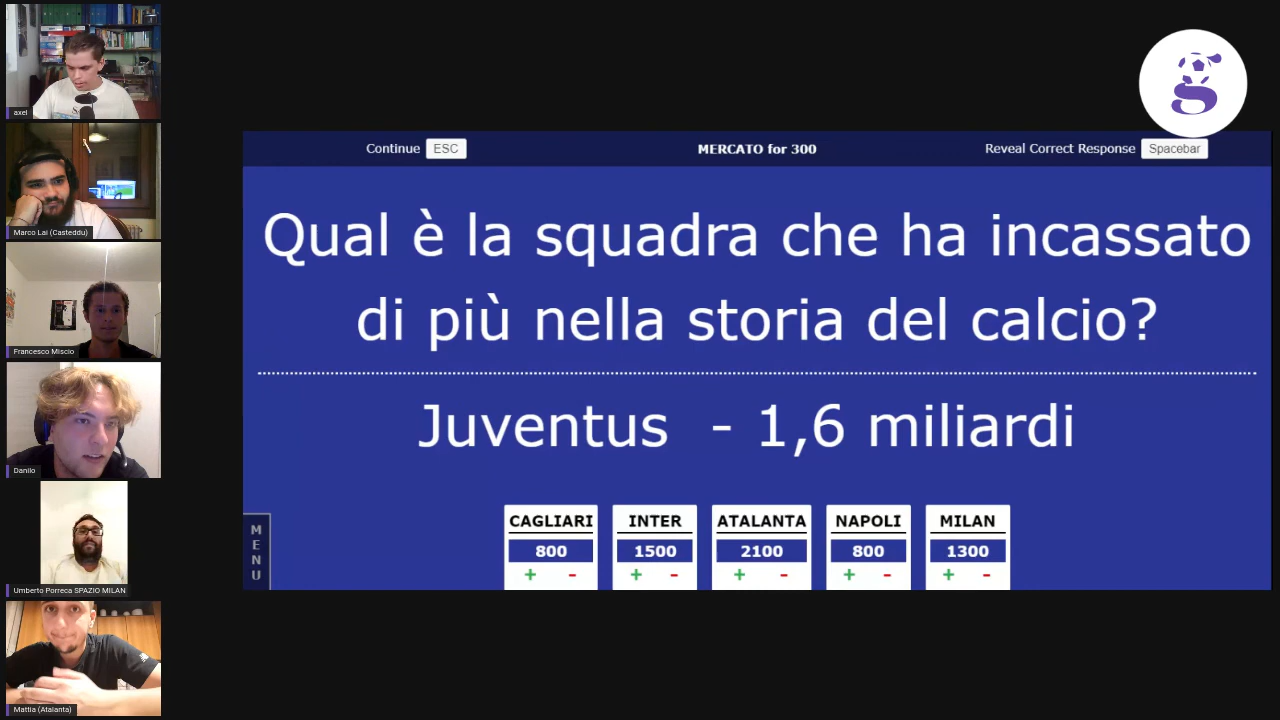 axel
Marco Lai (Casteddu)
Francesco Miscio
Danilo
Umberto Porreca SPAZIO MILAN
Mattia (Atalanta)
Continue ESC
MERCATO for 300
Reveal Correct Response Spacebar
Qual è la squadra che ha incassato
di più nella storia del calcio?
Juventus - 1,6 miliardi
MENU
CAGLIARI INTER ATALANTA NAPOLI MILAN
800 1500 2100 800 1300
+ - + - + - + - + -